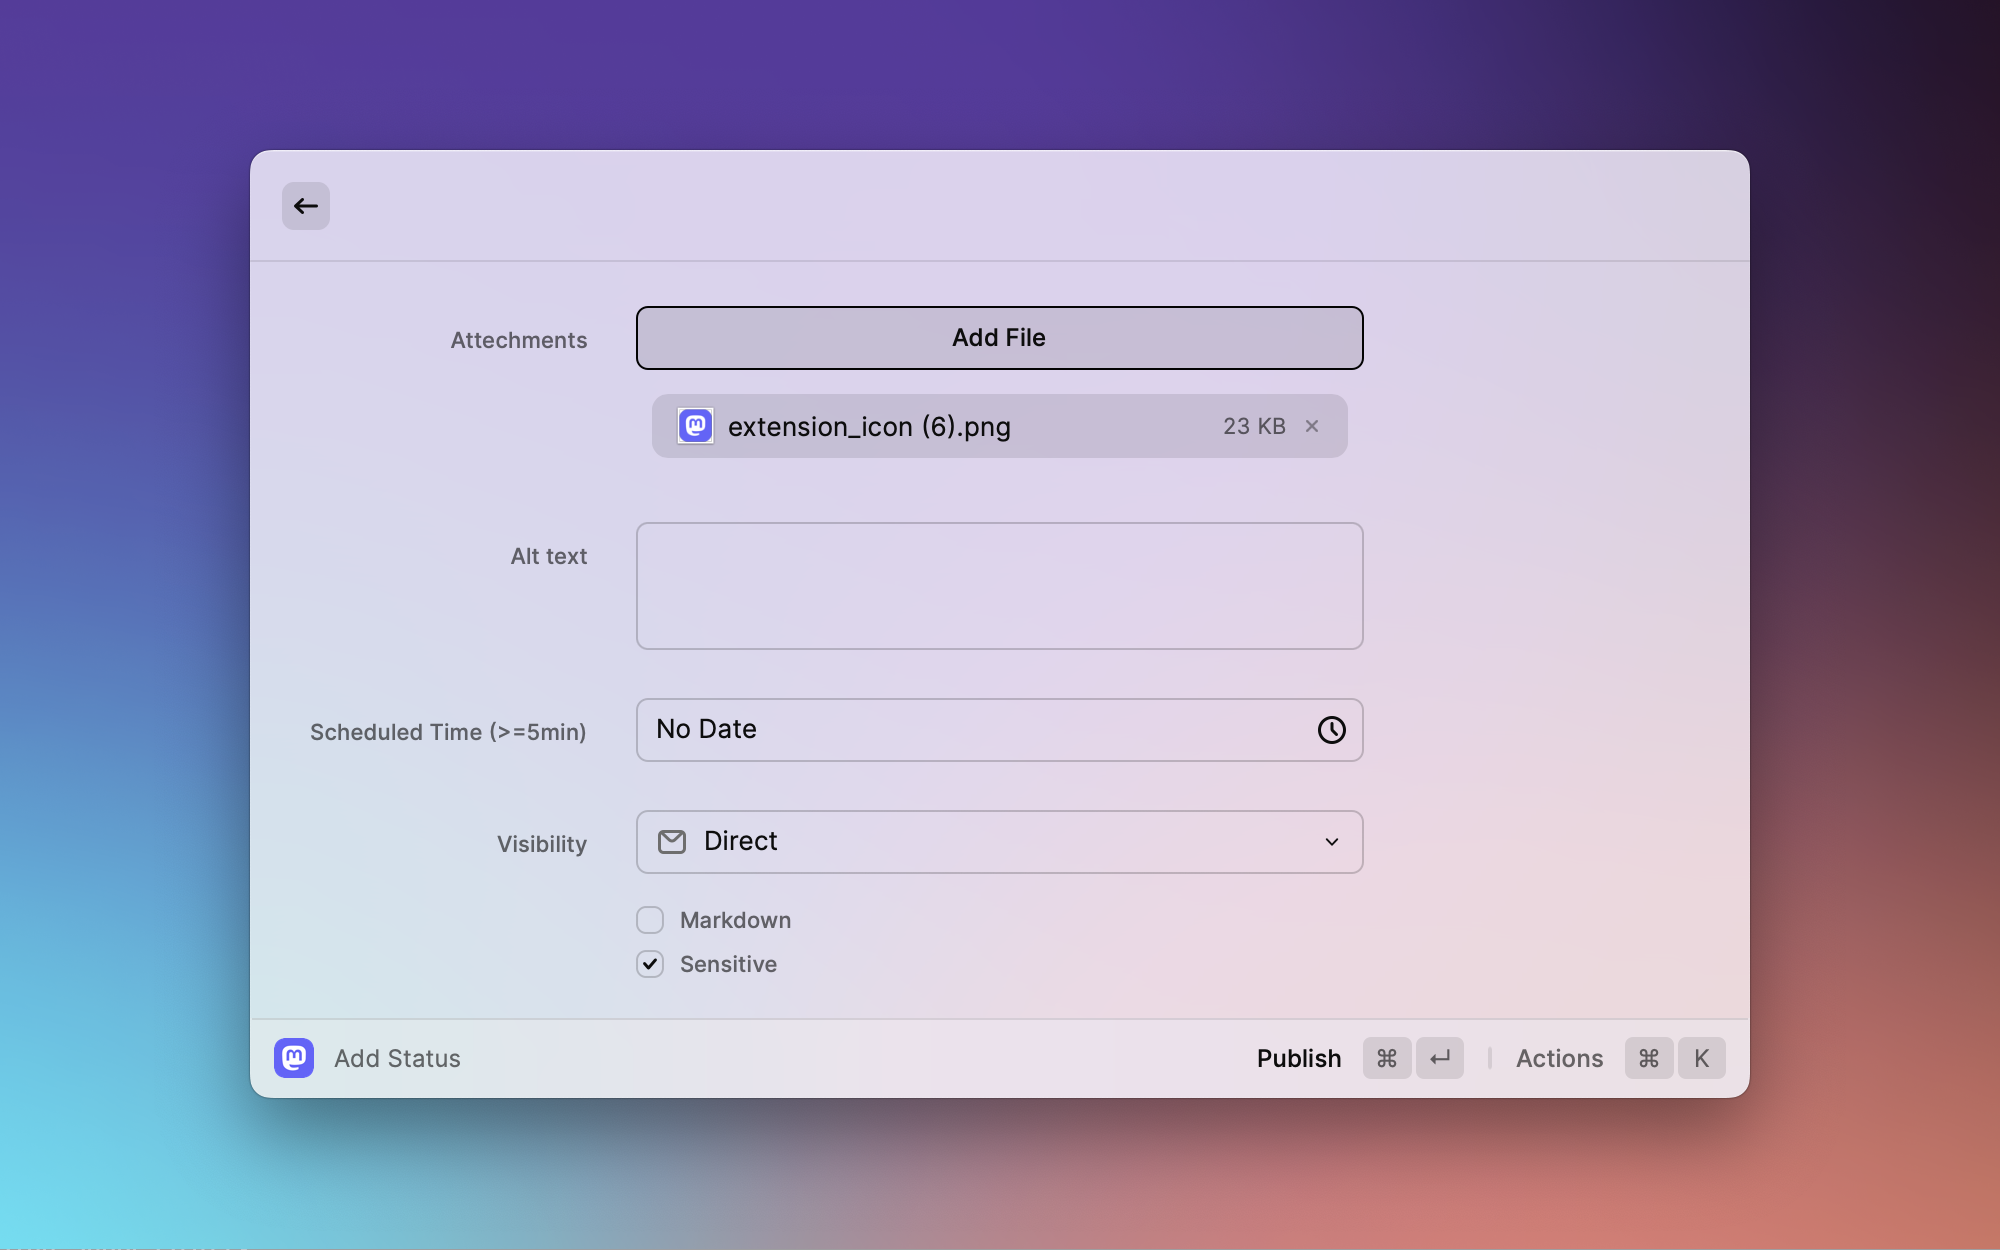 Attechments
Add File
extension_icon (6).png 23 KB
Alt text
Scheduled Time (>=5min)
No Date
Visibility
Direct
Markdown
Sensitive
Add Status
Publish ⌘ ↵ Actions ⌘ K